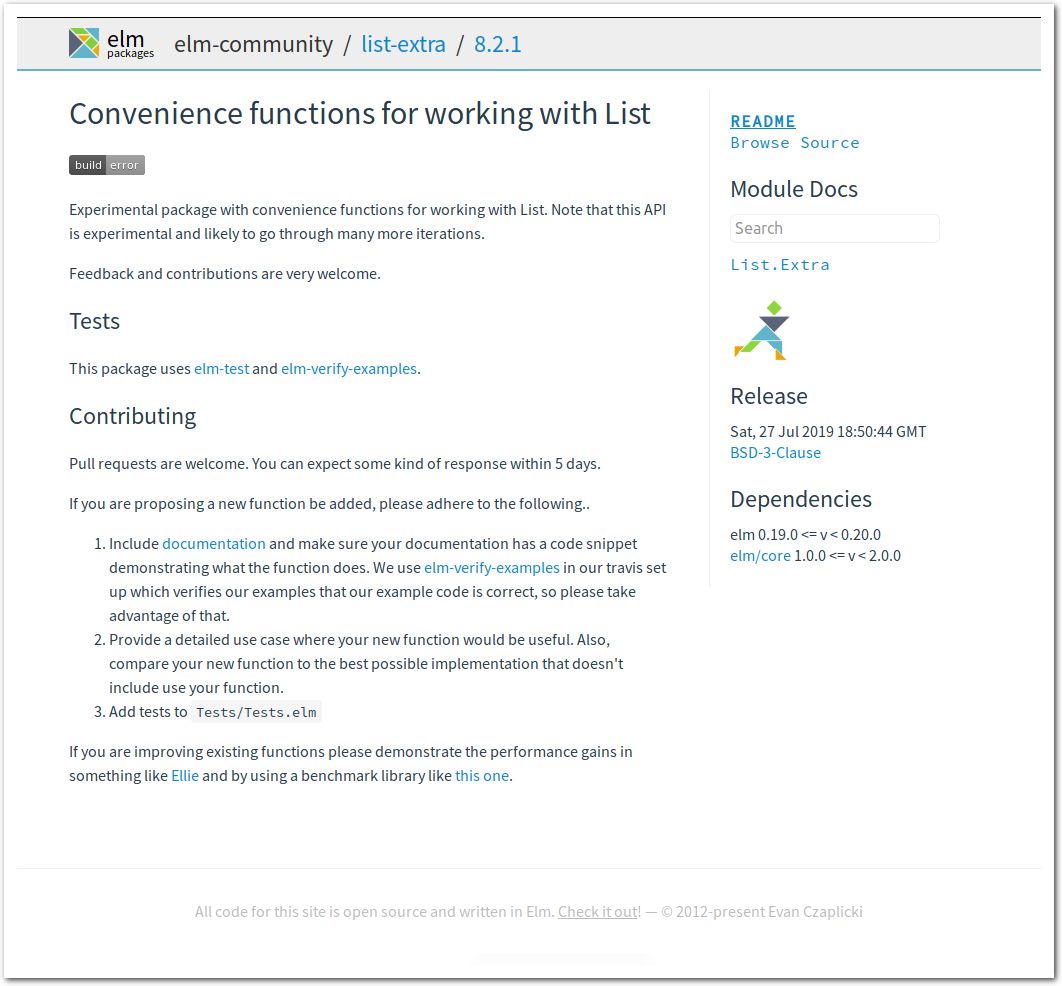 elm
packages
elm-community / list-extra / 8.2.1
Convenience functions for working with List
build error
Experimental package with convenience functions for working with List. Note that this API
is experimental and likely to go through many more iterations.
Feedback and contributions are very welcome.
Tests
This package uses elm-test and elm-verify-examples.
Contributing
Pull requests are welcome. You can expect some kind of response within 5 days.
If you are proposing a new function be added, please adhere to the following..
1. Include documentation and make sure your documentation has a code snippet
demonstrating what the function does. We use elm-verify-examples in our travis set
up which verifies our examples that our example code is correct, so please take
advantage of that.
2. Provide a detailed use case where your new function would be useful. Also,
compare your new function to the best possible implementation that doesn't
include use your function.
3. Add tests to Tests/Tests.elm
If you are improving existing functions please demonstrate the performance gains in
something like Ellie and by using a benchmark library like this one.
README
Browse Source
Module Docs
Search
List.Extra
Release
Sat, 27 Jul 2019 18:50:44 GMT
BSD-3-Clause
Dependencies
elm 0.19.0 <= v < 0.20.0
elm/core 1.0.0 <= v < 2.0.0
All code for this site is open source and written in Elm. Check it out! — © 2012-present Evan Czaplicki